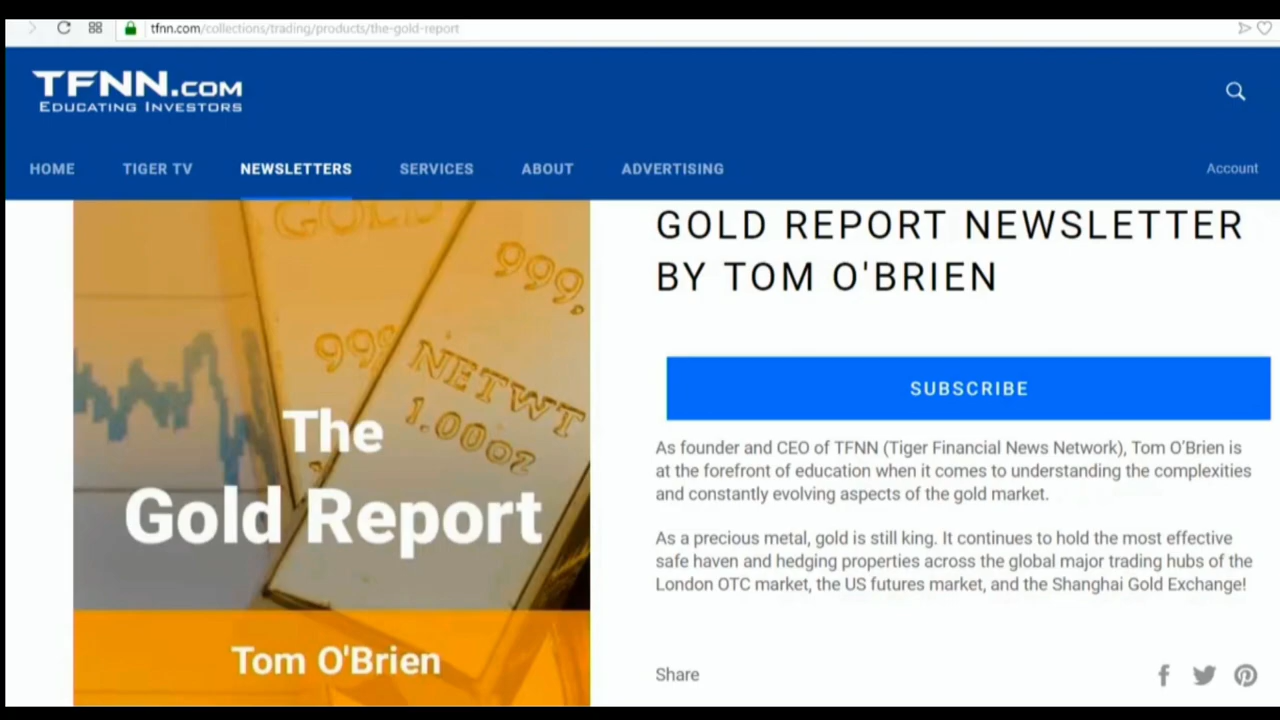 tfnn.com/collections/trading/products/the-gold-report
TFNN.COM
EDUCATING INVESTORS
HOME TIGER TV NEWSLETTERS SERVICES ABOUT ADVERTISING Account
GOLD
999.
999
NETWT
1.00oz
The
Gold Report
Tom O'Brien
GOLD REPORT NEWSLETTER
BY TOM O'BRIEN
SUBSCRIBE
As founder and CEO of TFNN (Tiger Financial News Network), Tom O'Brien is
at the forefront of education when it comes to understanding the complexities
and constantly evolving aspects of the gold market.
As a precious metal, gold is still king. It continues to hold the most effective
safe haven and hedging properties across the global major trading hubs of the
London OTC market, the US futures market, and the Shanghai Gold Exchange!
Share